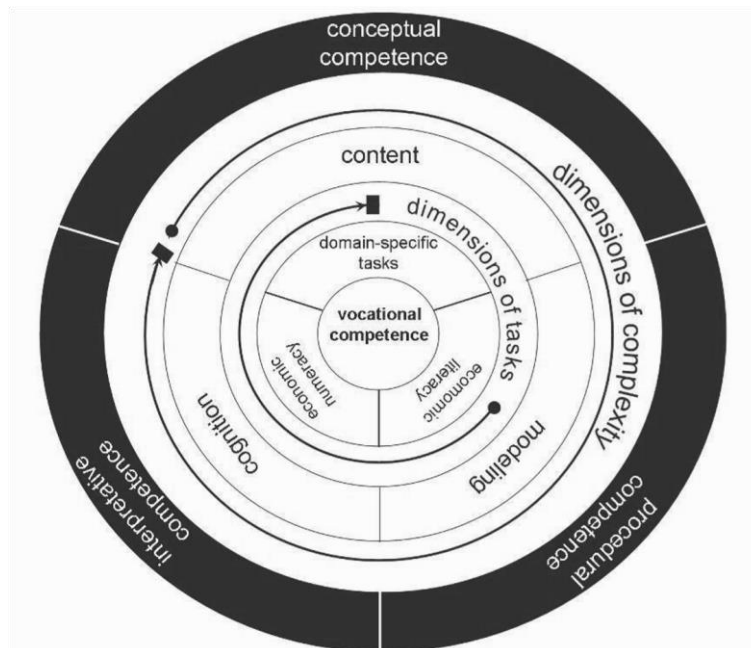 conceptual
competence
content
dimensions of complexity
dimensions of tasks
domain-specific
tasks
vocational
competence
economic
numeracy
ecomomic
literacy
cognition
modeling
interpretative
competence
procedural
competence